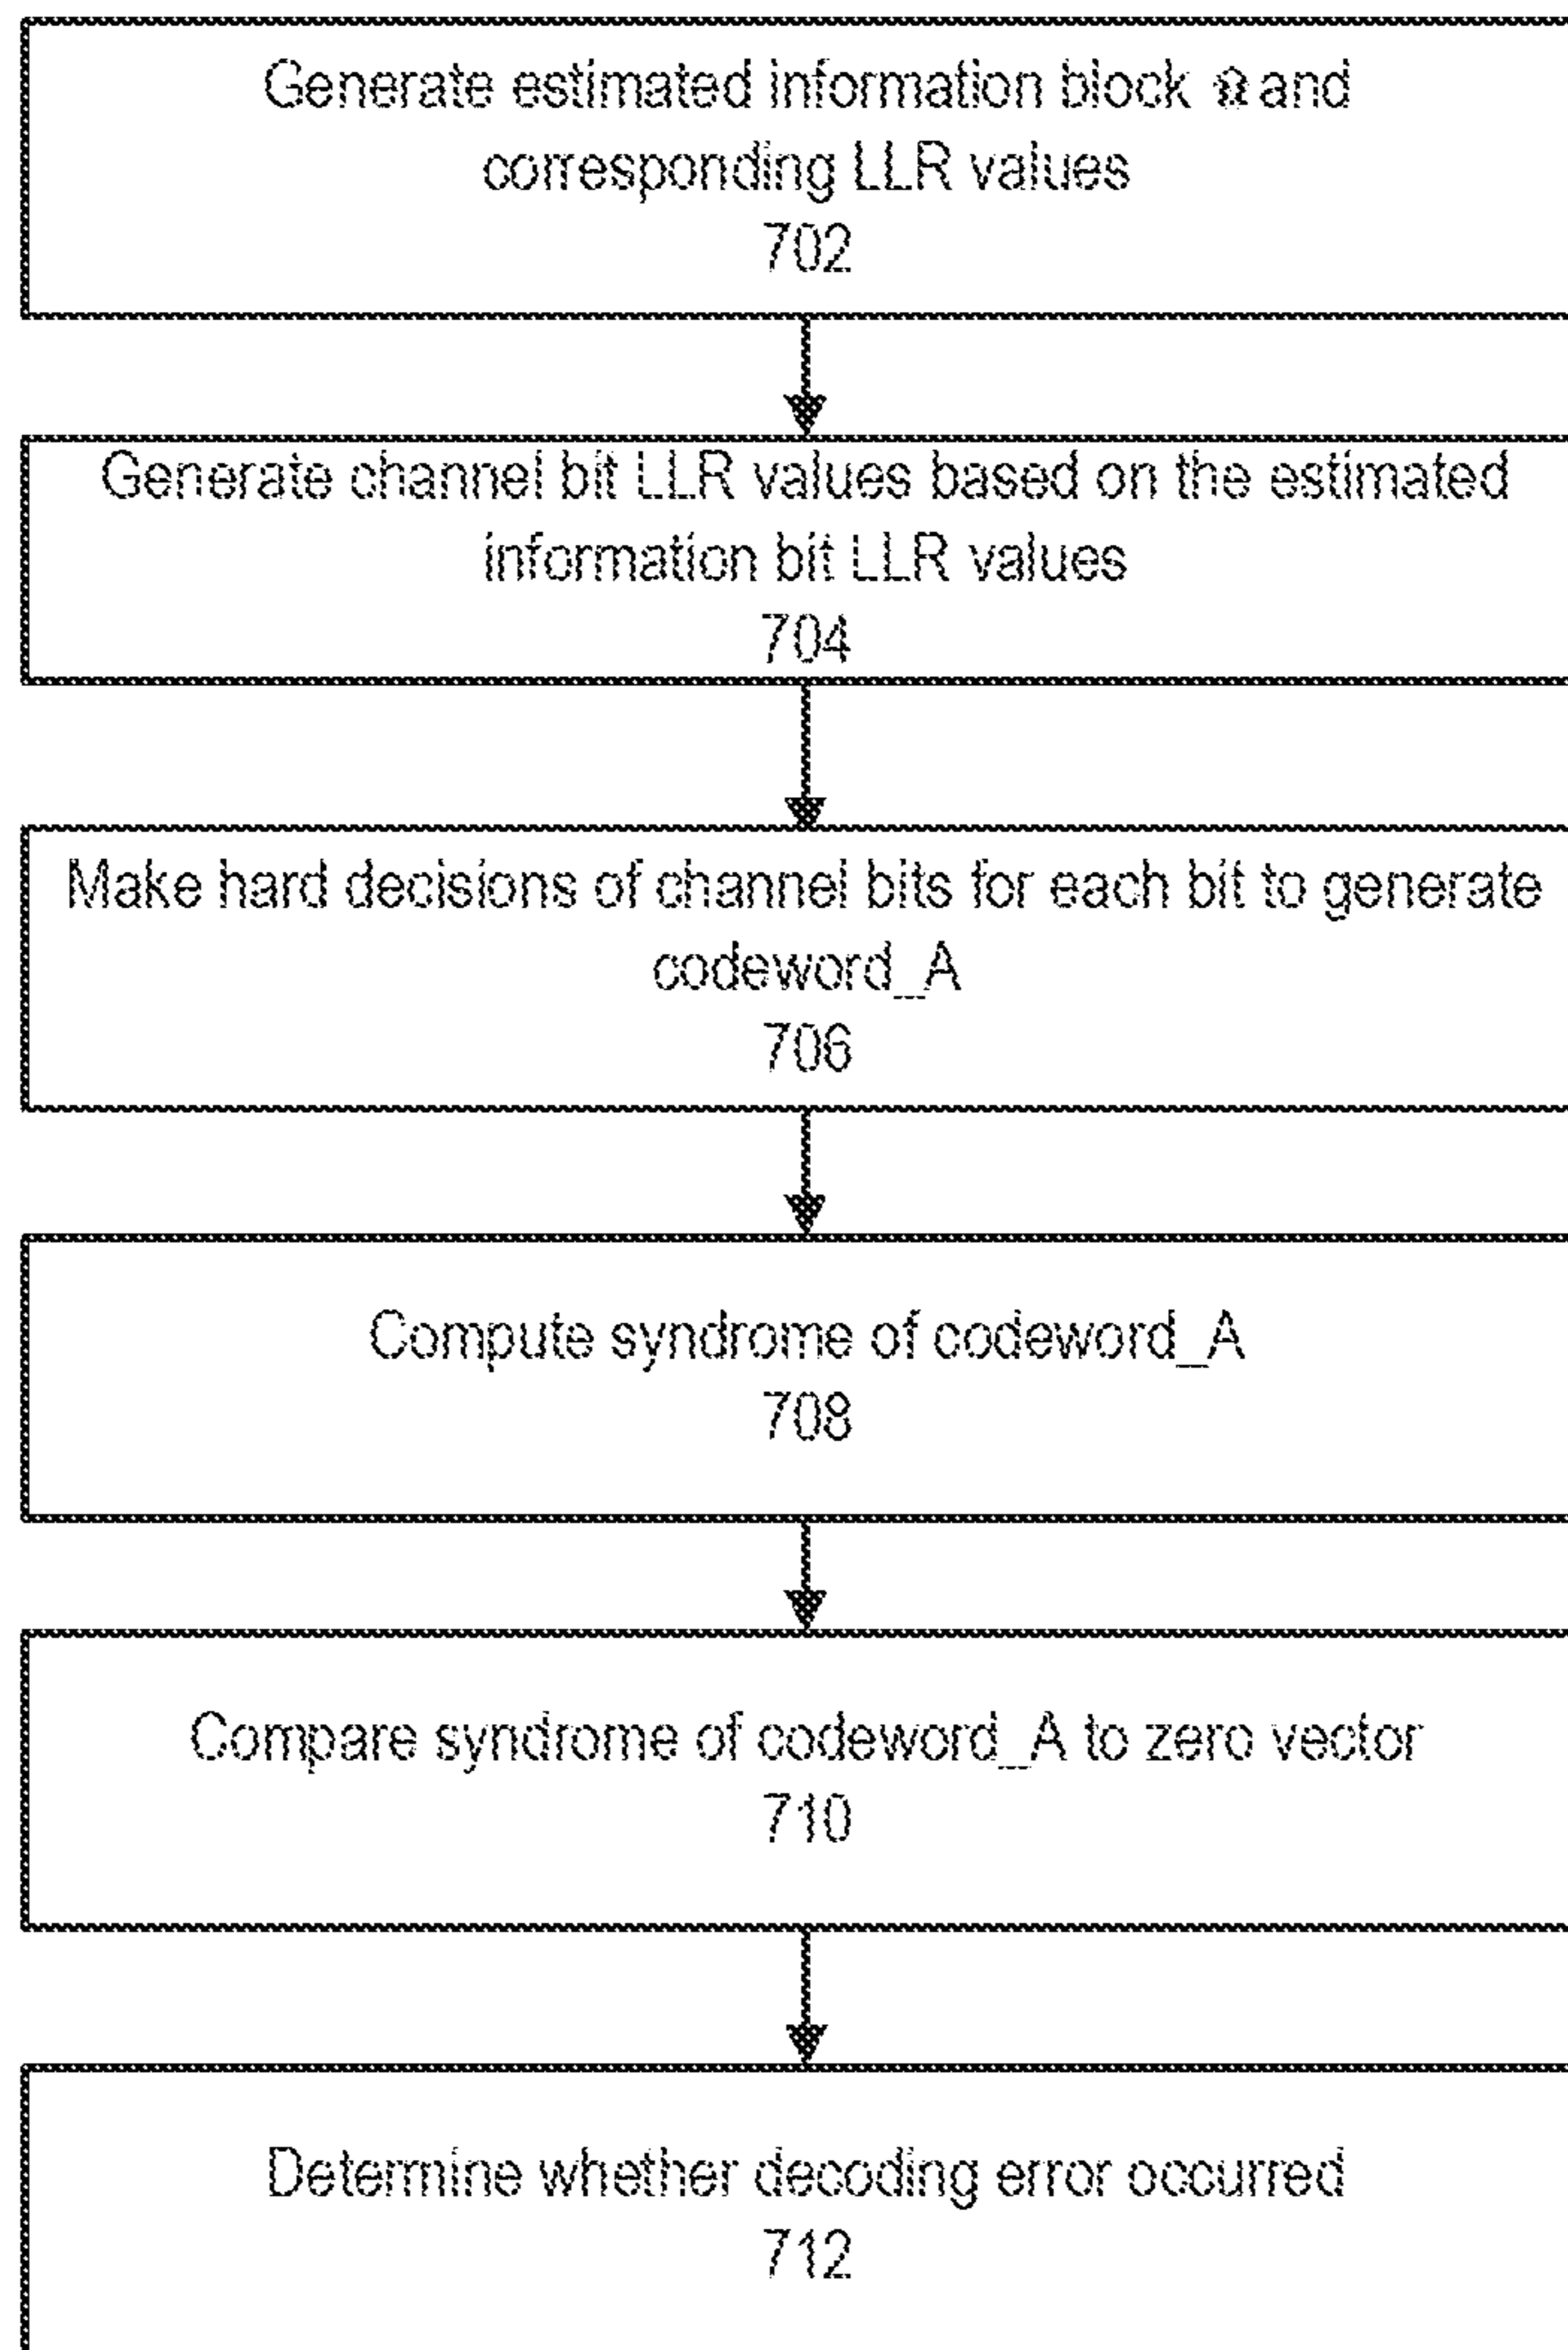 Generate estimated information block and
corresponding LLR values
702
Generate channel bit LLR values based on the estimated
information bit LLR values
704
Make hard decisions of channel bits for each bit to generate
codeword_A
706
Compute syndrome of codeword_A
708
Compare syndrome of codeword_A to zero vector
710
Determine whether decoding error occurred
712